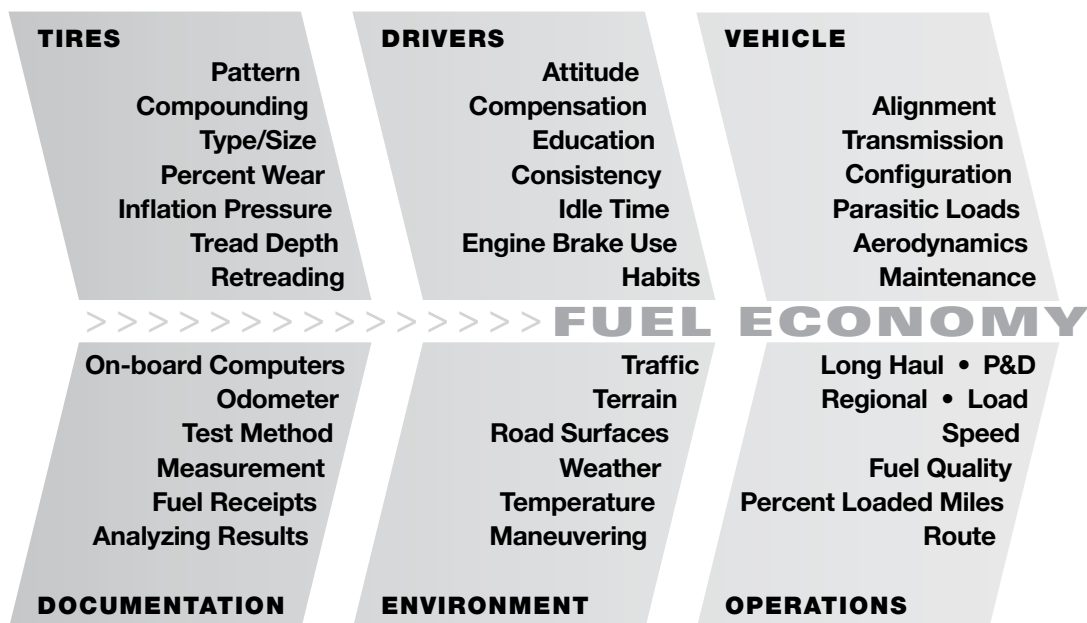 TIRES
Pattern
Compounding
Type/Size
Percent Wear
Inflation Pressure
Tread Depth
Retreading
DRIVERS
Attitude
Compensation
Education
Consistency
Idle Time
Engine Brake Use
Habits
VEHICLE
Alignment
Transmission
Configuration
Parasitic Loads
Aerodynamics
Maintenance
>>>>>>>>>>>>>>> FUEL ECONOMY
On-board Computers
Odometer
Test Method
Measurement
Fuel Receipts
Analyzing Results
DOCUMENTATION
Traffic
Terrain
Road Surfaces
Weather
Temperature
Maneuvering
ENVIRONMENT
Long Haul • P&D
Regional • Load
Speed
Fuel Quality
Percent Loaded Miles
Route
OPERATIONS